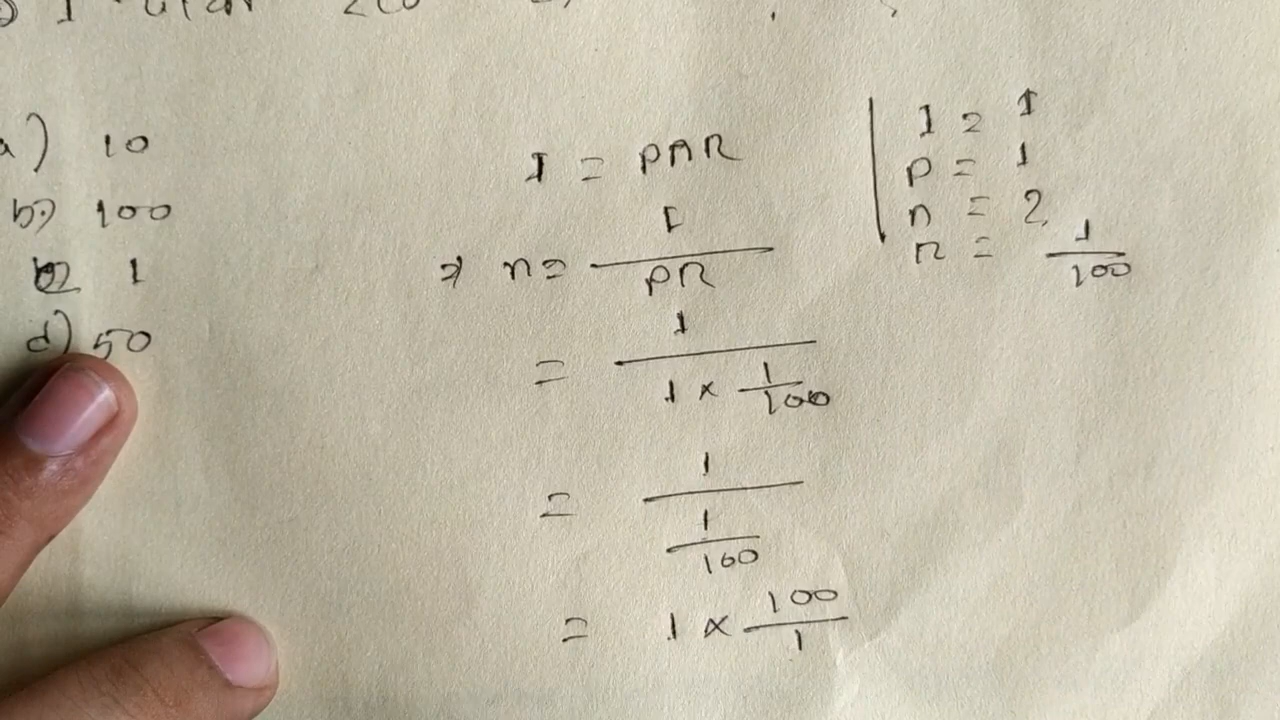 a) 10
b) 100
1
d) 50
I = PnR
⇒ n = I / PR
= 1 / (1 × 1/100)
= 1 / (1/100)
= 1 × 100/1
I = 1
P = 1
n = ?
R = 1/100